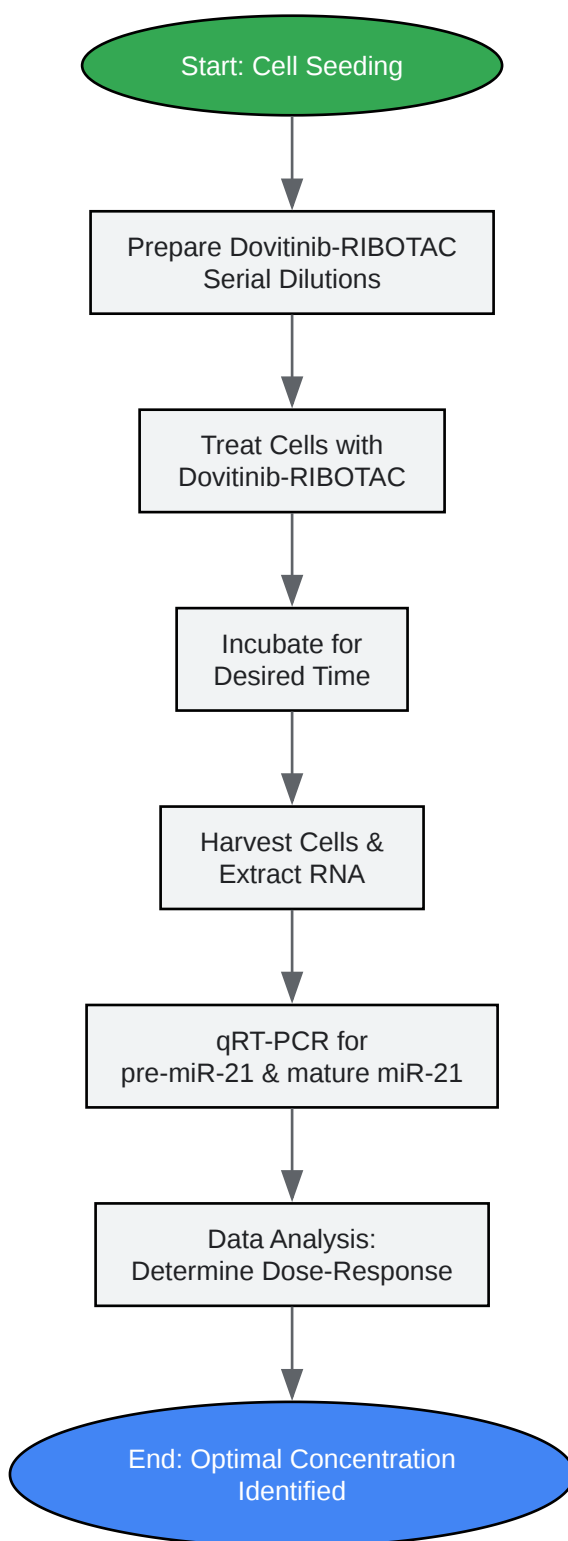 Start: Cell Seeding
Prepare Dovitinib-RIBOTAC
Serial Dilutions
Treat Cells with
Dovitinib-RIBOTAC
Incubate for
Desired Time
Harvest Cells &
Extract RNA
qRT-PCR for
pre-miR-21 & mature miR-21
Data Analysis:
Determine Dose-Response
End: Optimal Concentration
Identified